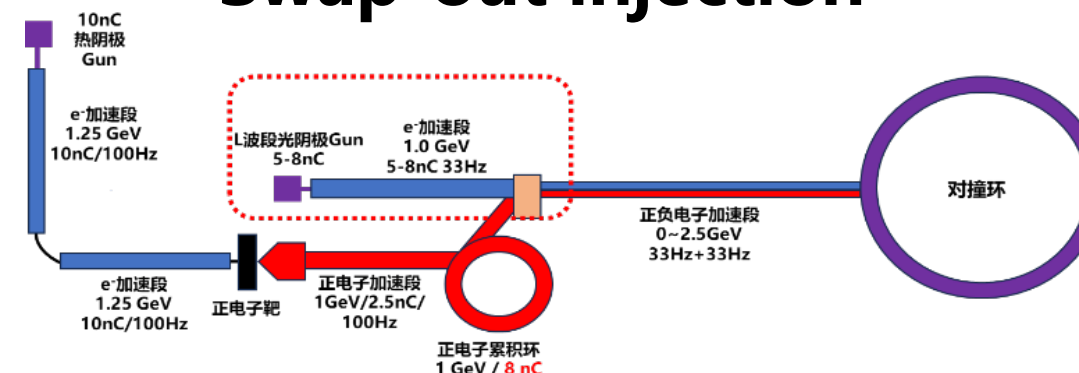 Swap-out injection
10nC
热阴极
Gun
e⁻加速段
1.25 GeV
10nC/100Hz
L波段光阴极Gun
5-8nC
e⁻加速段
1.0 GeV
5-8nC 33Hz
正负电子加速段
0~2.5GeV
33Hz+33Hz
对撞环
e⁻加速段
1.25 GeV
10nC/100Hz
正电子靶
正电子加速段
1GeV/2.5nC/
100Hz
正电子累积环
1 GeV / 8 nC